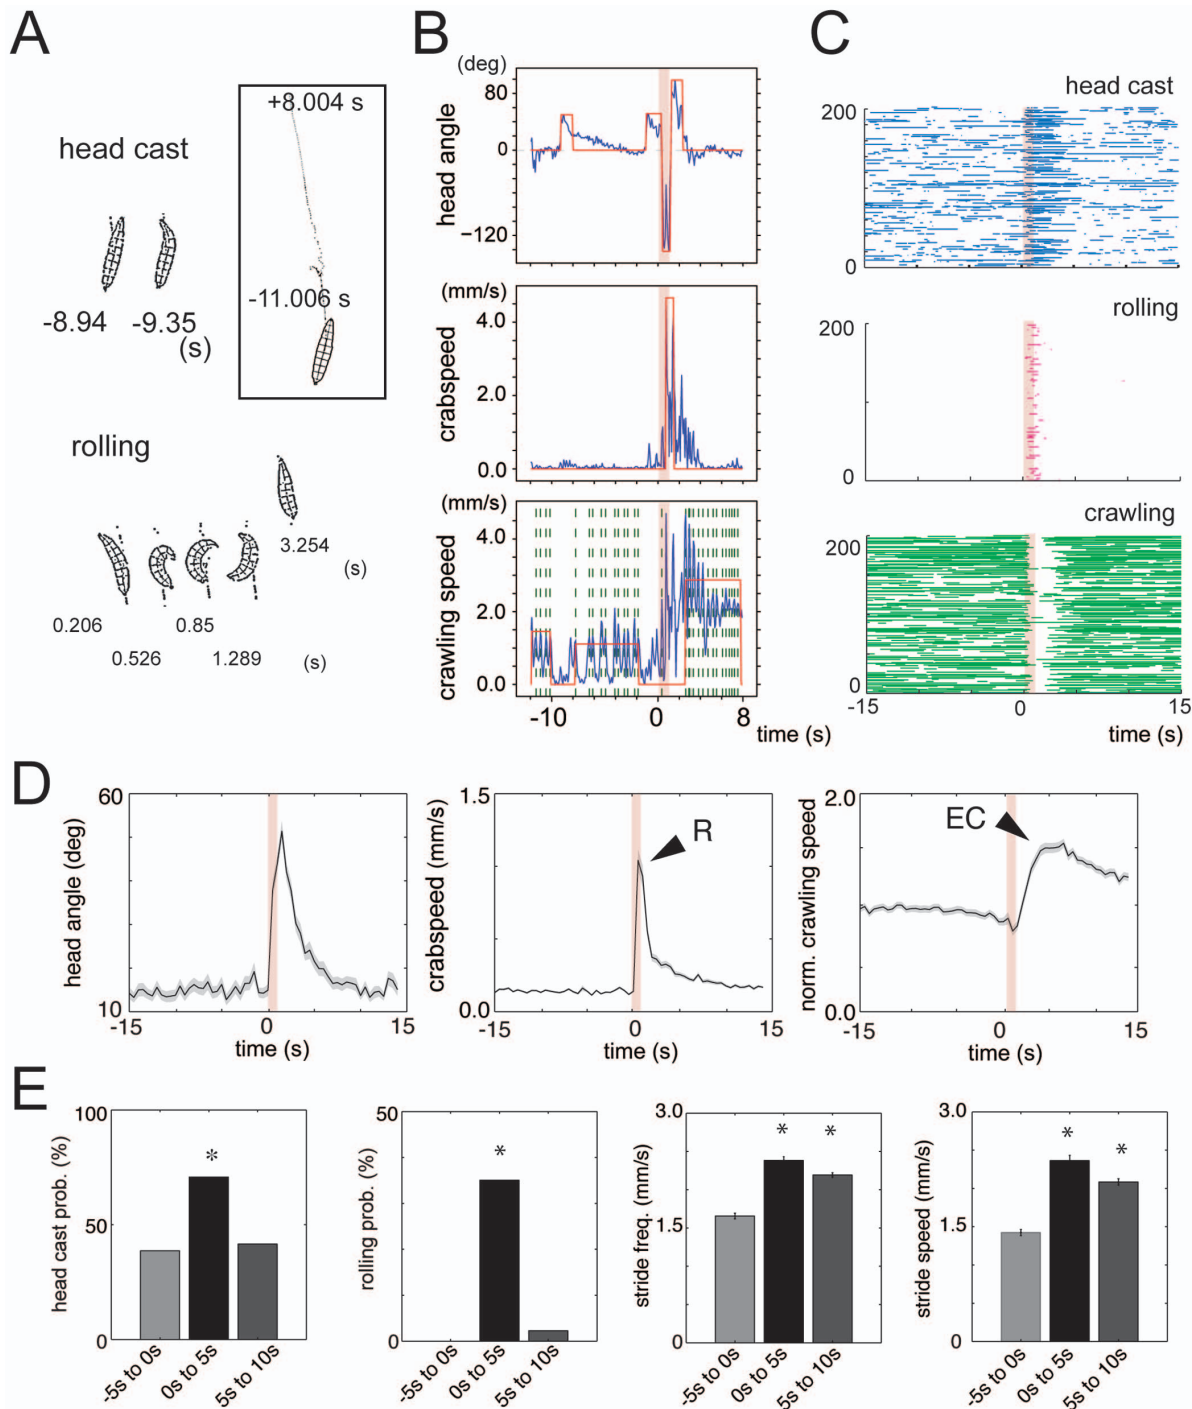 A
head cast
-8.94 -9.35
(s)
+8.004 s
-11.006 s
rolling
3.254
(s)
0.206 0.85
0.526 1.289 (s)
B
(deg)
80
0
-120
head angle
(mm/s)
4.0
2.0
0.0
crabspeed
(mm/s)
4.0
2.0
0.0
crawling speed
-10 0 8
time (s)
C
head cast
200
0
rolling
200
0
crawling
200
0
-15 0 15
time (s)
D
60
10
head angle (deg)
-15 0 15
time (s)
1.5
0.0
crabspeed (mm/s)
R
-15 0 15
time (s)
2.0
1.0
0.0
norm. crawling speed
EC
-15 0 15
time (s)
E
100
50
0
head cast prob. (%)
*
-5s to 0s
0s to 5s
5s to 10s
50
0
rolling prob. (%)
*
-5s to 0s
0s to 5s
5s to 10s
3.0
1.5
0
stride freq. (mm/s)
* *
-5s to 0s
0s to 5s
5s to 10s
3.0
1.5
0
stride speed (mm/s)
* *
-5s to 0s
0s to 5s
5s to 10s